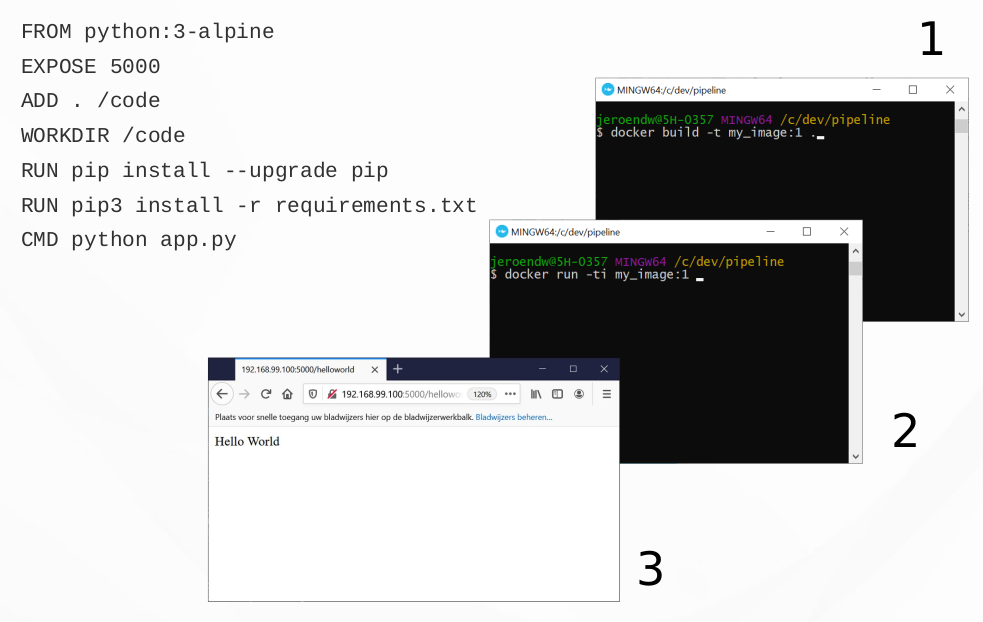 FROM python:3-alpine
EXPOSE 5000
ADD . /code
WORKDIR /code
RUN pip install --upgrade pip
RUN pip3 install -r requirements.txt
CMD python app.py
1
MINGW64:/c/dev/pipeline
jeroendw@5H-O357 MINGW64 /c/dev/pipeline
$ docker build -t my_image:1 .
MINGW64:/c/dev/pipeline
jeroendw@5H-O357 MINGW64 /c/dev/pipeline
$ docker run -ti my_image:1
2
192.168.99.100:5000/helloworld
192.168.99.100:5000/hellowo
120%
Plaats voor snelle toegang uw bladwijzers hier op de bladwijzerwerkbalk. Bladwijzers beheren...
Hello World
3